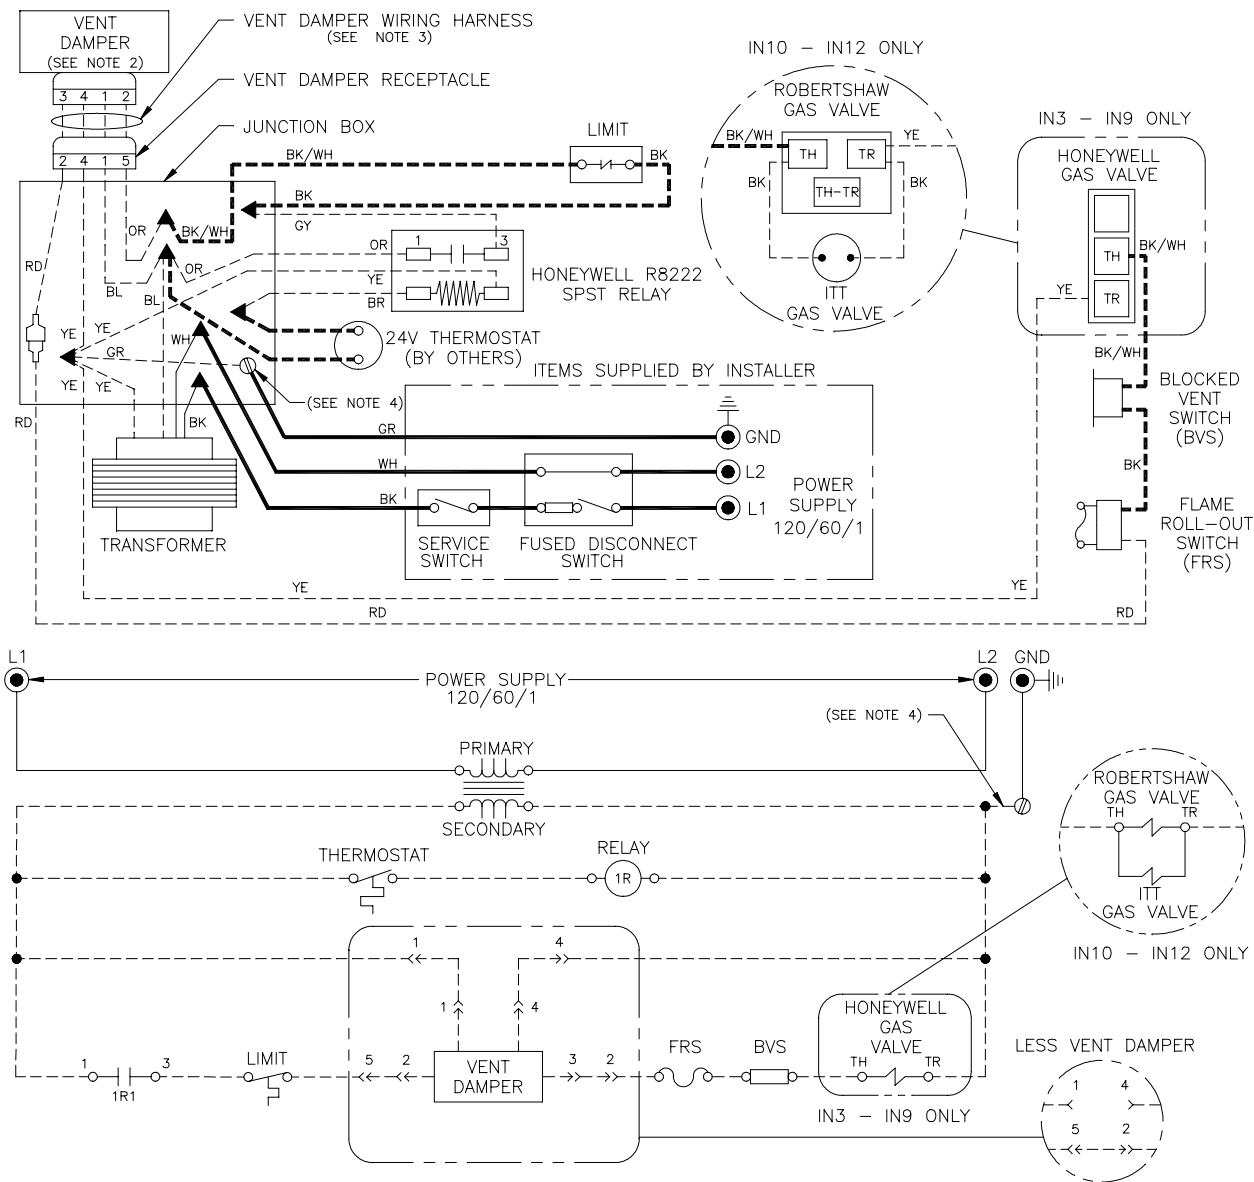 VENT
DAMPER
(SEE NOTE 2)
VENT DAMPER WIRING HARNESS
(SEE NOTE 3)
VENT DAMPER RECEPTACLE
JUNCTION BOX
3 4 1 2
2 4 1 5
LIMIT
BK/WH
BK
BK
GY
OR
BK/WH
OR
1
3
HONEYWELL R8222
SPST RELAY
YE
BR
RD
OR
BL
BL
YE
YE
GR
WH
24V THERMOSTAT
(BY OTHERS)
YE
YE
RD
BK
(SEE NOTE 4)
TRANSFORMER
ITEMS SUPPLIED BY INSTALLER
GR
GND
WH
L2
BK
L1
POWER
SUPPLY
120/60/1
SERVICE
SWITCH
FUSED DISCONNECT
SWITCH
YE
RD
IN10 – IN12 ONLY
ROBERTSHAW
GAS VALVE
BK/WH
YE
TH
TR
TH-TR
BK
BK
ITT
GAS VALVE
IN3 – IN9 ONLY
HONEYWELL
GAS VALVE
TH
TR
BK/WH
YE
BK/WH
BLOCKED
VENT
SWITCH
(BVS)
BK
FLAME
ROLL-OUT
SWITCH
(FRS)
YE
RD
L1
POWER SUPPLY
120/60/1
L2
GND
(SEE NOTE 4)
PRIMARY
SECONDARY
THERMOSTAT
RELAY
1R
1
4
1
4
1
3
1R1
LIMIT
5
2
VENT
DAMPER
3
2
FRS
BVS
HONEYWELL
GAS
VALVE
TH
TR
IN3 – IN9 ONLY
ROBERTSHAW
GAS VALVE
TH
TR
ITT
GAS VALVE
IN10 – IN12 ONLY
LESS VENT DAMPER
1
4
5
2